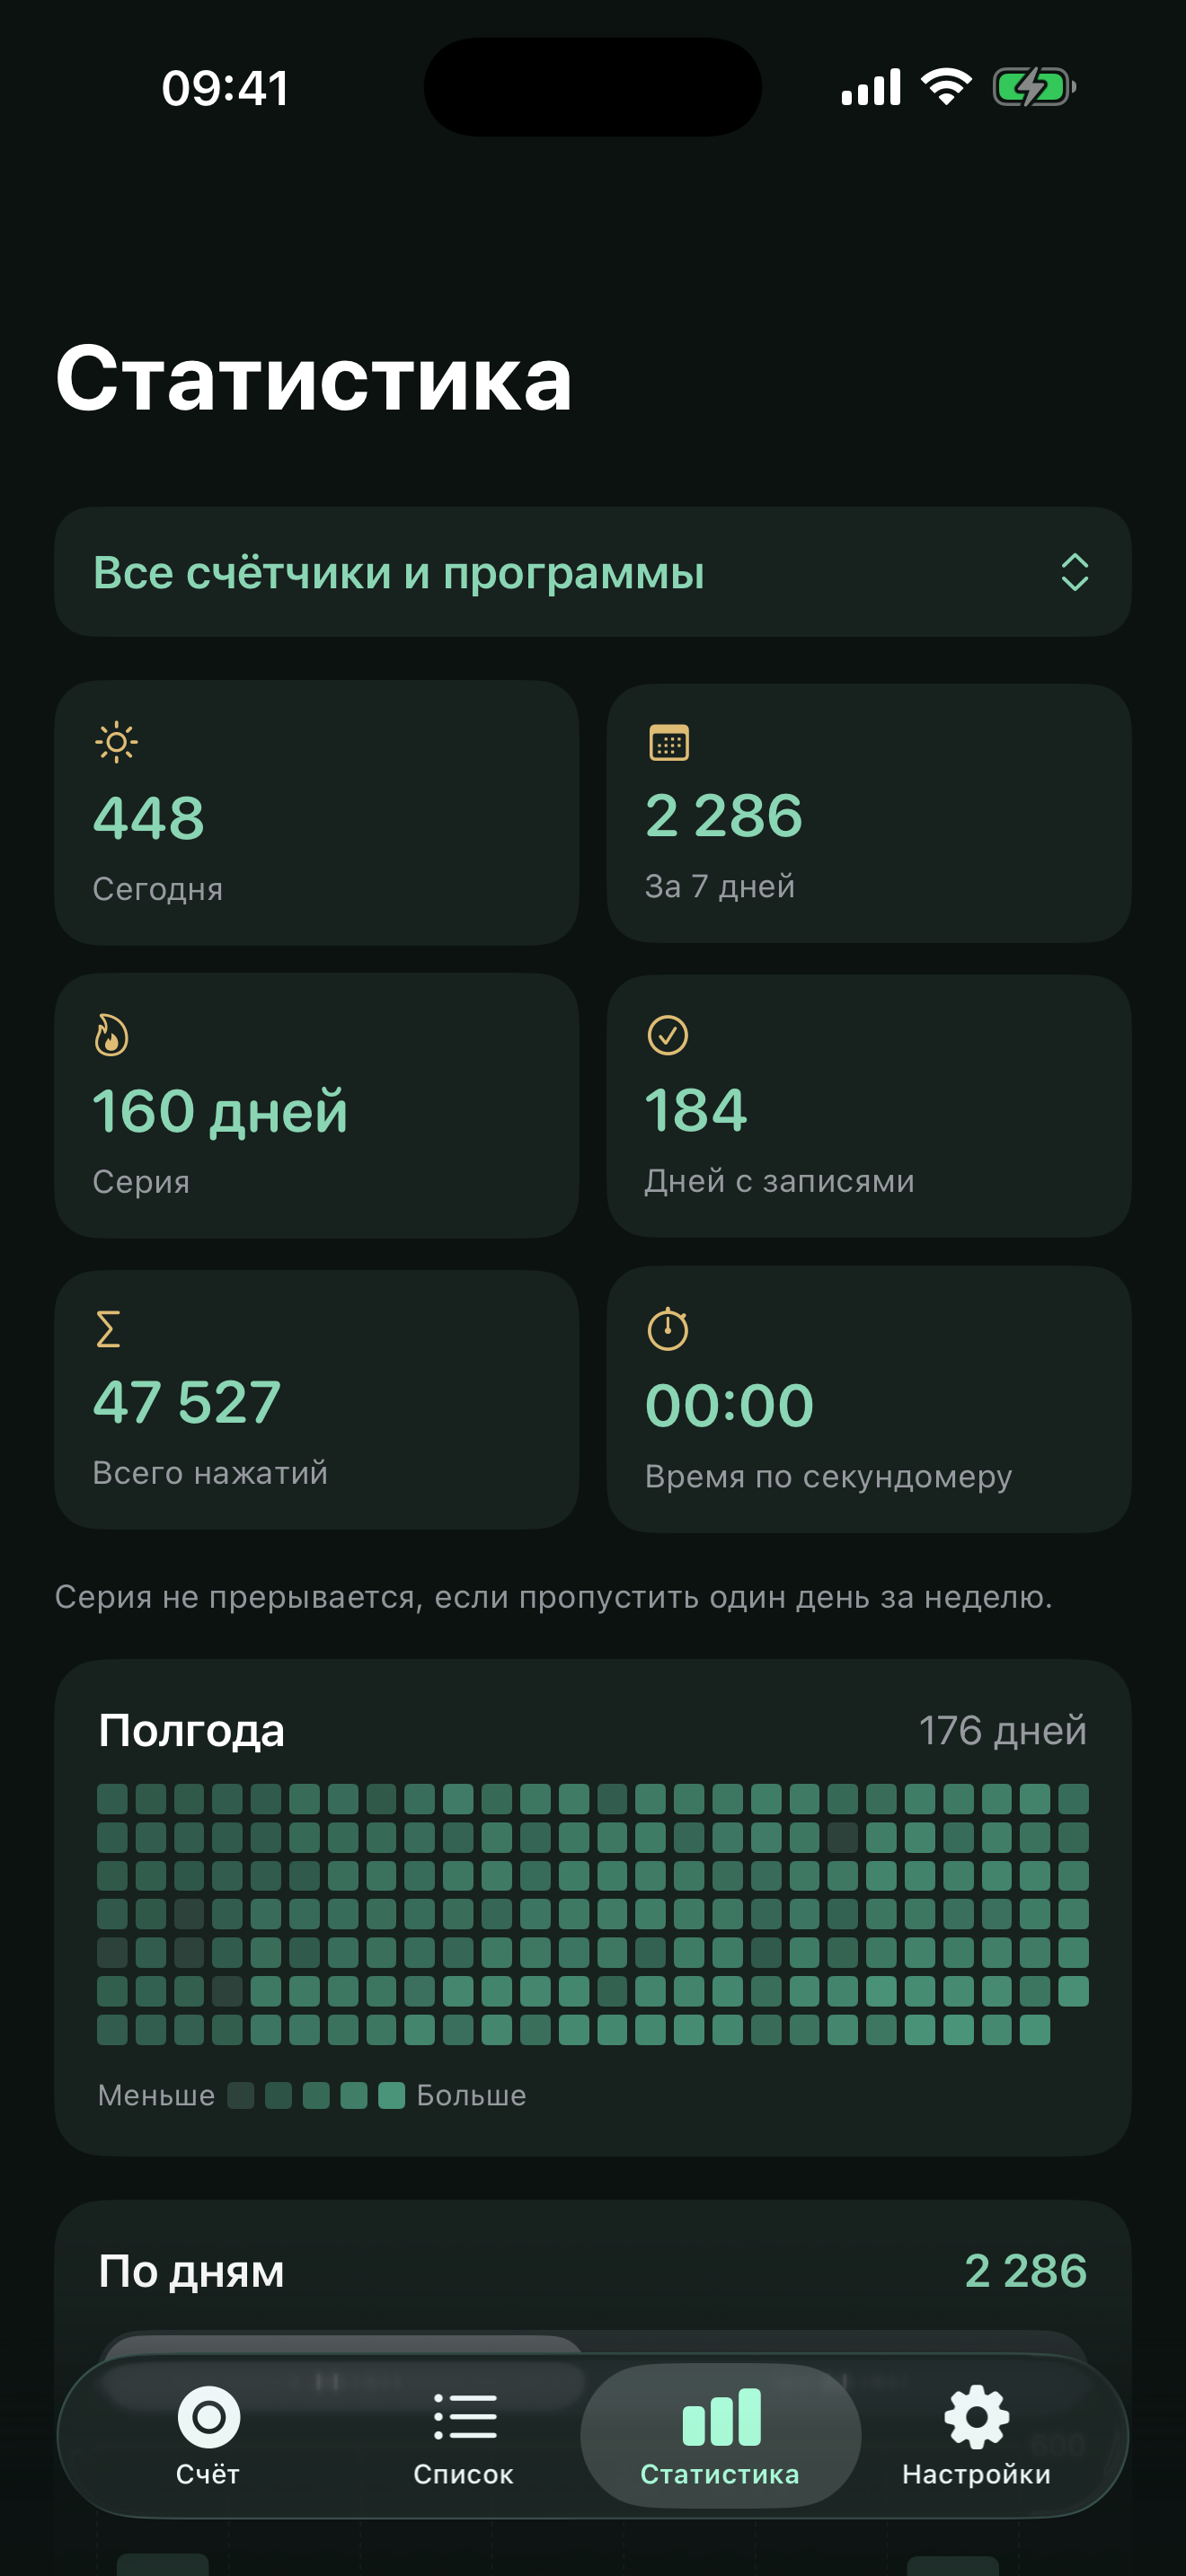 09:41
Статистика
Все счётчики и программы
448
Сегодня
2 286
За 7 дней
160 дней
Серия
184
Дней с записями
47 527
Всего нажатий
00:00
Время по секундомеру
Серия не прерывается, если пропустить один день за неделю.
Полгода
176 дней
Меньше
Больше
По дням
2 286
600
Счёт
Список
Статистика
Настройки